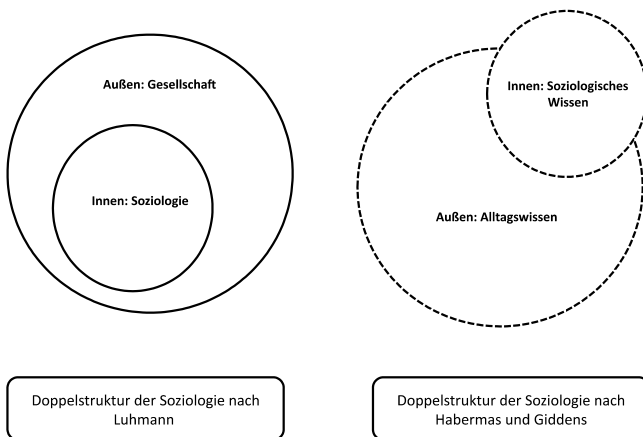 Außen: Gesellschaft
Innen: Soziologie
Innen: Soziologisches
Wissen
Außen: Alltagswissen
Doppelstruktur der Soziologie nach
Luhmann
Doppelstruktur der Soziologie nach
Habermas und Giddens